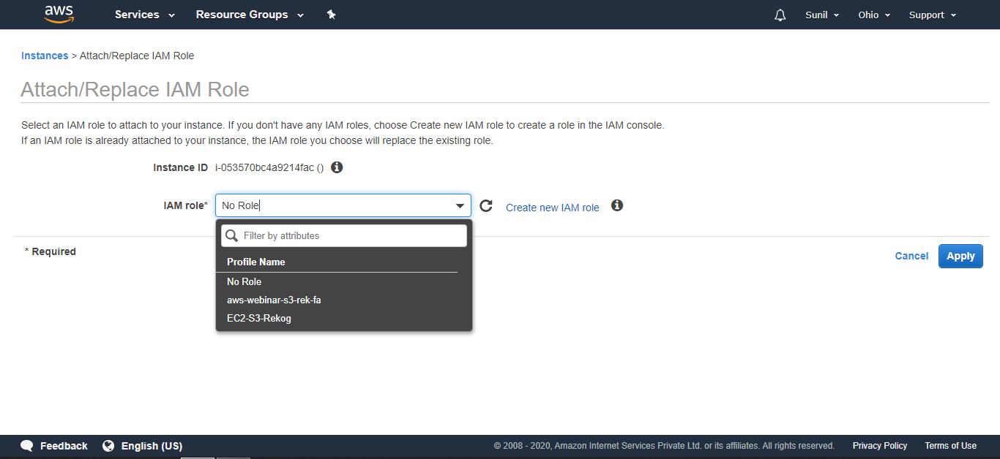 aws Services Resource Groups Sunil Ohio Support
Instances > Attach/Replace IAM Role
Attach/Replace IAM Role
Select an IAM role to attach to your instance. If you don't have any IAM roles, choose Create new IAM role to create a role in the IAM console.
If an IAM role is already attached to your instance, the IAM role you choose will replace the existing role.
Instance ID i-053570bc4a9214fac ()
IAM role* No Role Create new IAM role
Filter by attributes
* Required
Cancel Apply
Profile Name
No Role
aws-webinar-s3-rek-fa
EC2-S3-Rekog
Feedback English (US) © 2008 - 2020, Amazon Internet Services Private Ltd. or its affiliates. All rights reserved. Privacy Policy Terms of Use